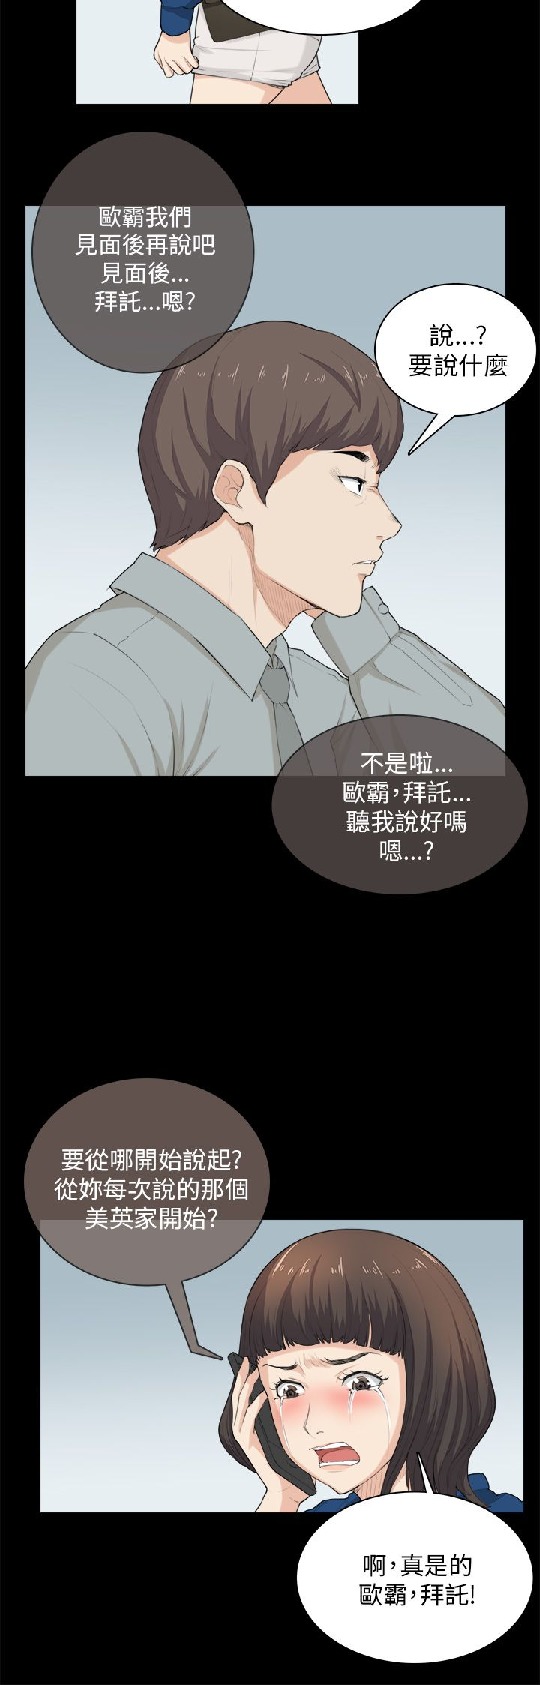 歐霸我們
見面後再說吧
見面後...
拜託...嗯?
說...?
要說什麼
不是啦...
歐霸,拜託...
聽我說好嗎
嗯...?
要從哪開始說起?
從妳每次說的那個
美英家開始?
啊,真是的
歐霸,拜託!